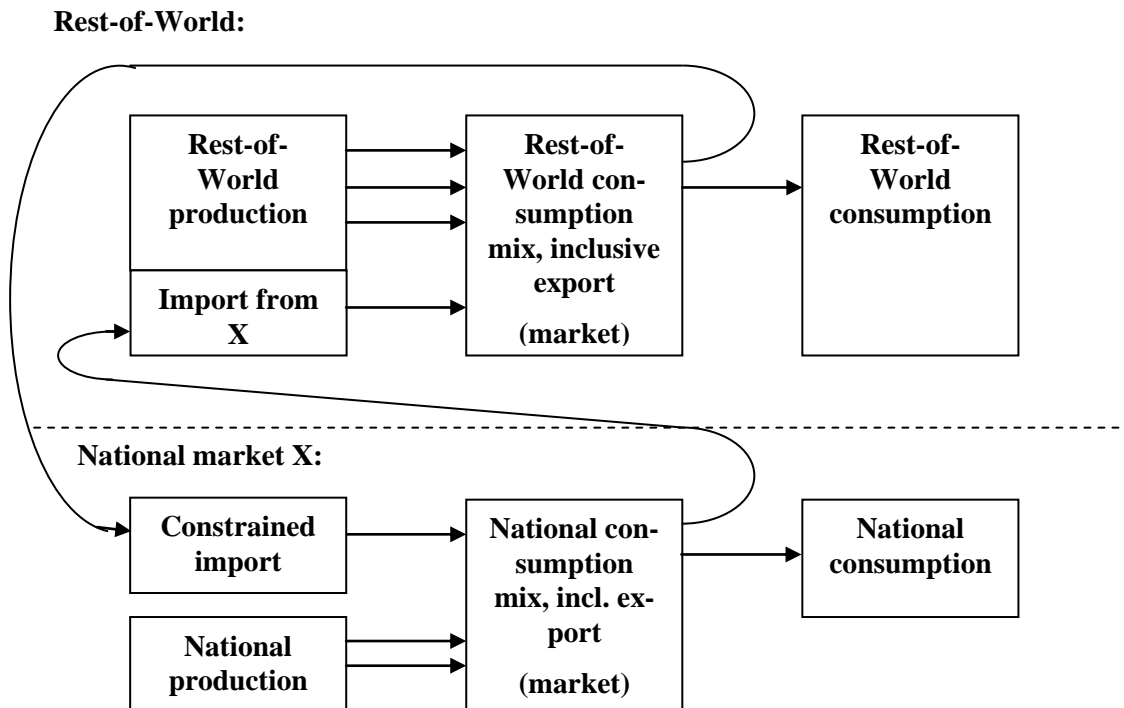 Rest-of-World:
Rest-of-
World
production
Import from
X
Rest-of-
World con-
sumption
mix, inclusive
export
(market)
Rest-of-
World
consumption
National market X:
Constrained
import
National
production
National con-
sumption
mix, incl. ex-
port
(market)
National
consumption